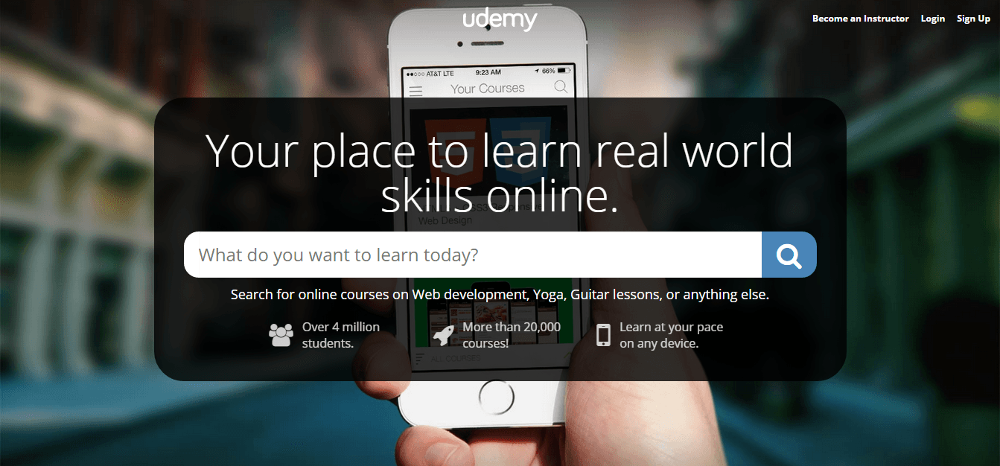 udemy
Become an Instructor
Login
Sign Up
AT&T LTE
9:23 AM
66%
Your Courses
Your place to learn real world
skills online.
CSS3 Responsive
Web Design
What do you want to learn today?
Search for online courses on Web development, Yoga, Guitar lessons, or anything else.
Over 4 million
students.
More than 20,000
courses!
Learn at your pace
on any device.
ALL COURSES